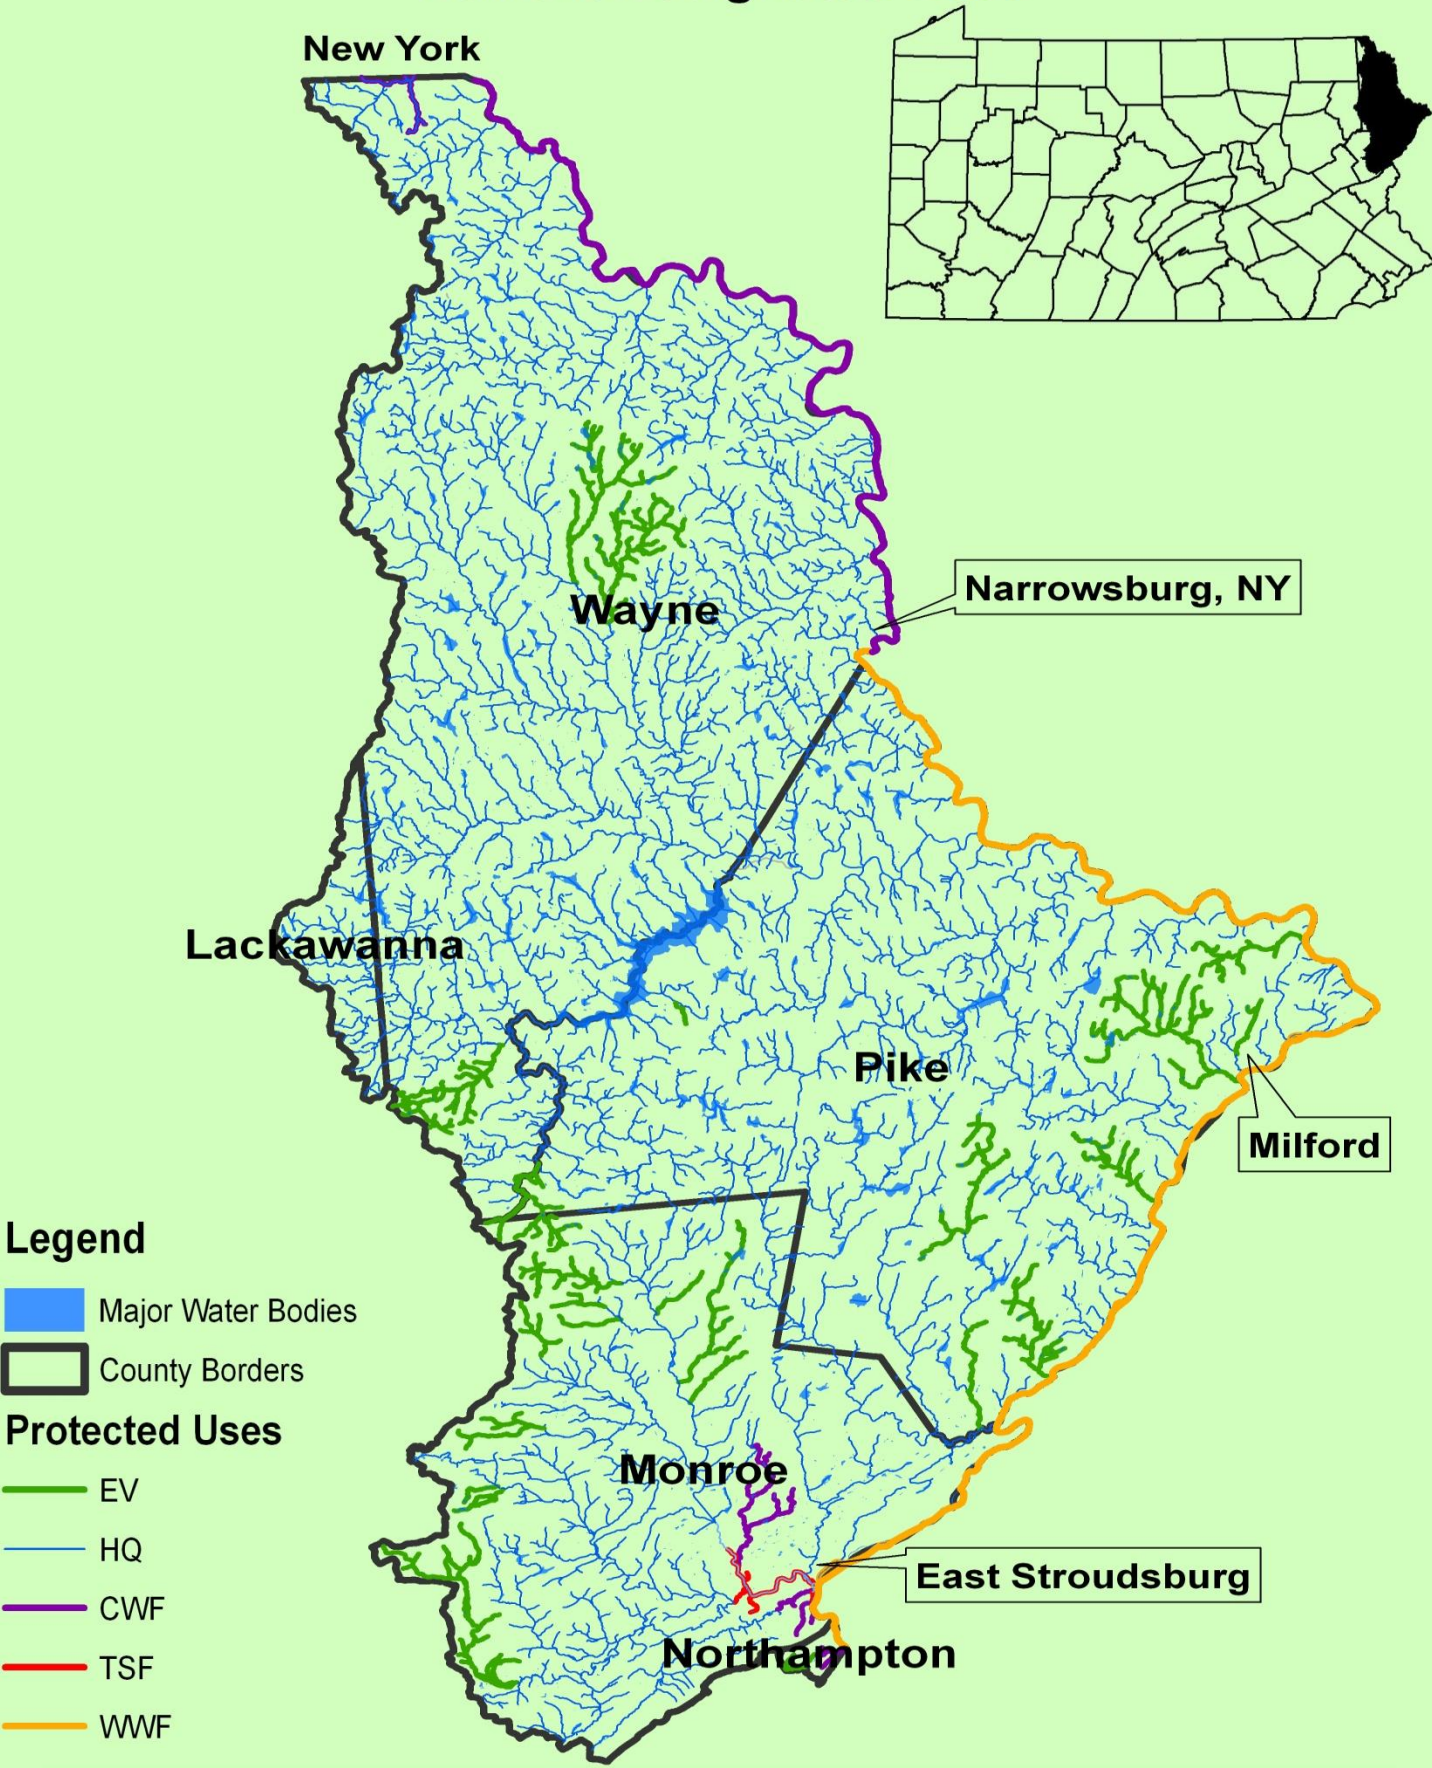 New York
Narrowsburg, NY
Wayne
Lackawanna
Pike
Milford
Monroe
East Stroudsburg
Northampton
Legend
Major Water Bodies
County Borders
Protected Uses
EV
HQ
CWF
TSF
WWF